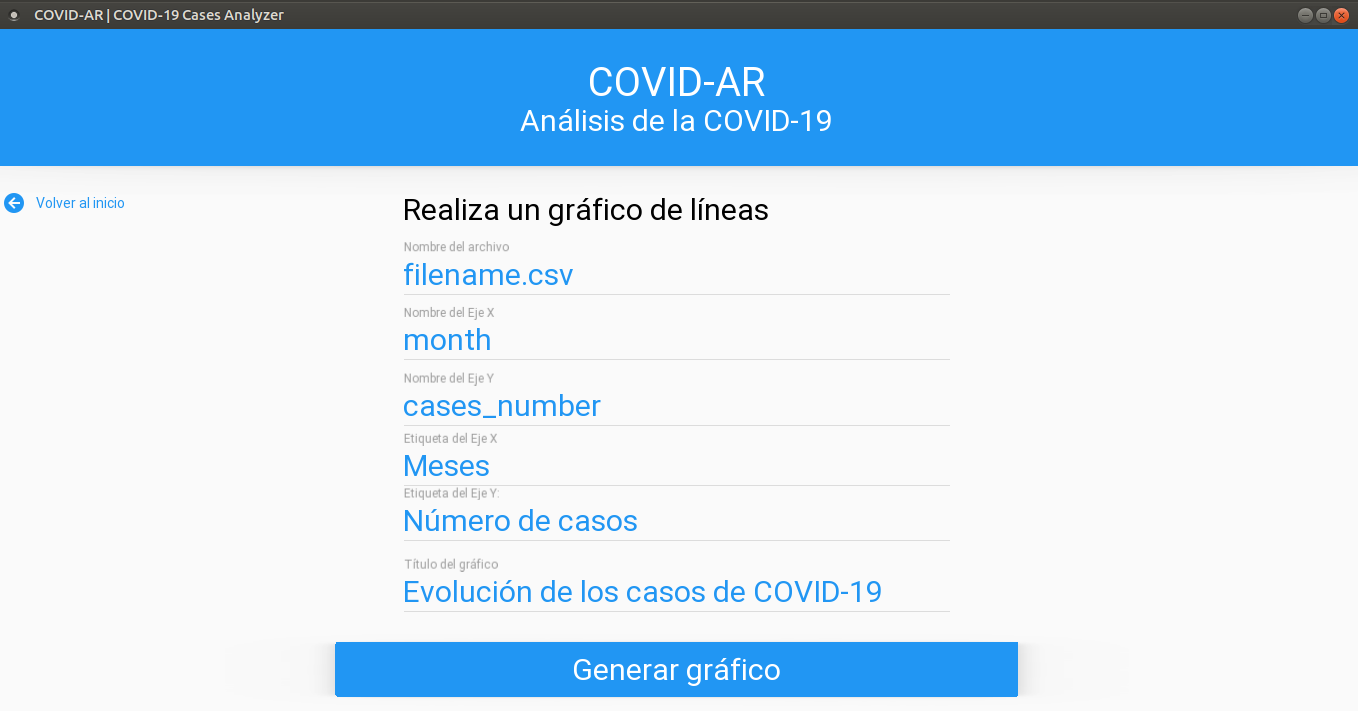 COVID-AR | COVID-19 Cases Analyzer
COVID-AR
Análisis de la COVID-19
Volver al inicio
Realiza un gráfico de líneas
Nombre del archivo
filename.csv
Nombre del Eje X
month
Nombre del Eje Y
cases_number
Etiqueta del Eje X
Meses
Etiqueta del Eje Y:
Número de casos
Título del gráfico
Evolución de los casos de COVID-19
Generar gráfico